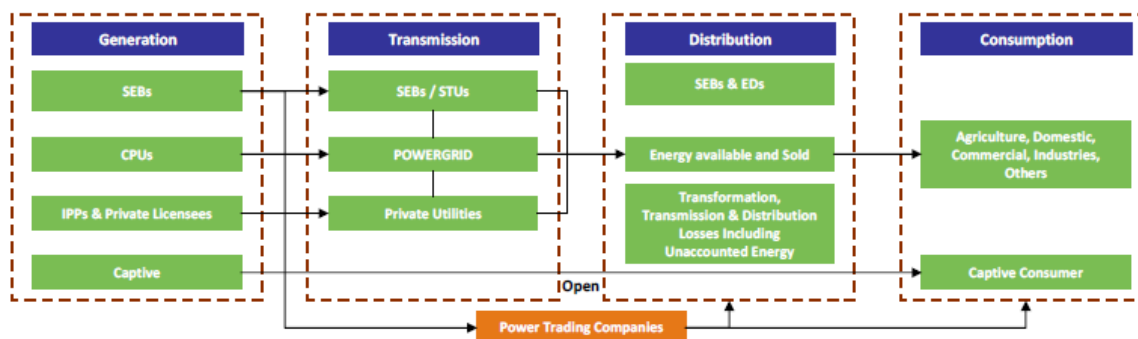 Generation
SEBs
CPUs
IPPs & Private Licensees
Captive
Transmission
SEBs / STUs
POWERGRID
Private Utilities
Distribution
SEBs & EDs
Energy available and Sold
Transformation,
Transmission & Distribution
Losses Including
Unaccounted Energy
Consumption
Agriculture, Domestic,
Commercial, Industries,
Others
Captive Consumer
Open
Power Trading Companies